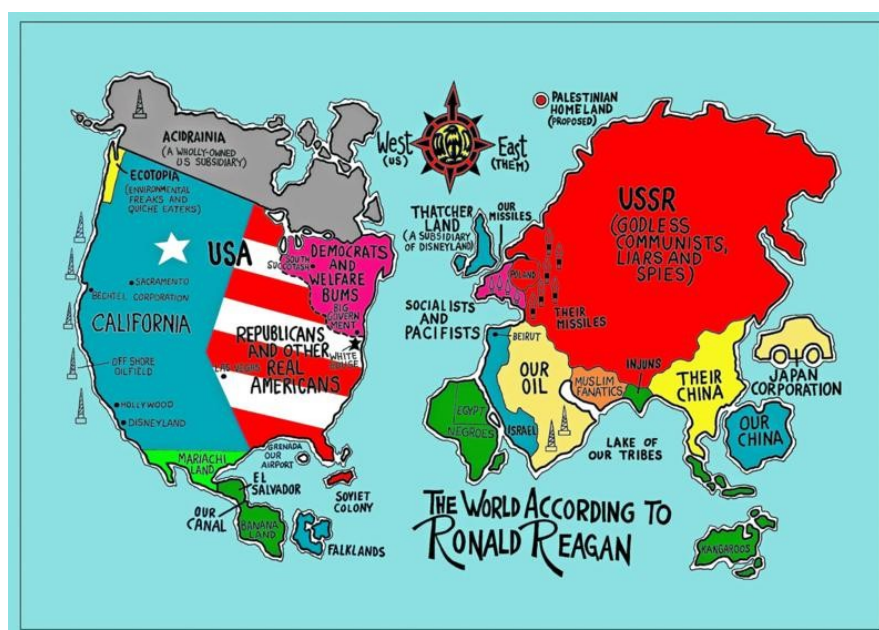 ACIDRAINIA
(A WHOLLY-OWNED
U.S. SUBSIDIARY)
ECOTOPIA
(ENVIRONMENTAL
FREAKS AND
QUICHE EATERS)
USA
SACRAMENTO
BECHTEL CORPORATION
CALIFORNIA
OFF SHORE
OILFIELD
HOLLYWOOD
DISNEYLAND
SOUTH
SUCCOTASH
DEMOCRATS
AND
WELFARE
BUMS
BIG
GOVERN
MENT
REPUBLICANS
AND OTHER
REAL
AMERICANS
LAS VEGAS
WHITE
HOUSE
MARIACHI
LAND
GRENADA
OUR
AIRPORT
EL
SALVADOR
OUR
CANAL
SOVIET
COLONY
BANANA
LAND
FALKLANDS
West
(US)
East
(THEM)
PALESTINIAN
HOMELAND
(PROPOSED)
THATCHER
LAND
(A SUBSIDIARY
OF DISNEYLAND)
OUR
MISSILES
POLAND
USSR
(GODLESS
COMMUNISTS,
LIARS AND
SPIES)
SOCIALISTS
AND
PACIFISTS
THEIR
MISSILES
BEIRUT
OUR
OIL
MUSLIM
FANATICS
INJUNS
THEIR
CHINA
JAPAN
CORPORATION
OUR
CHINA
EGYPT
NEGROES
ISRAEL
LAKE OF
OUR TRIBES
KANGAROOS
THE WORLD ACCORDING TO
RONALD REAGAN